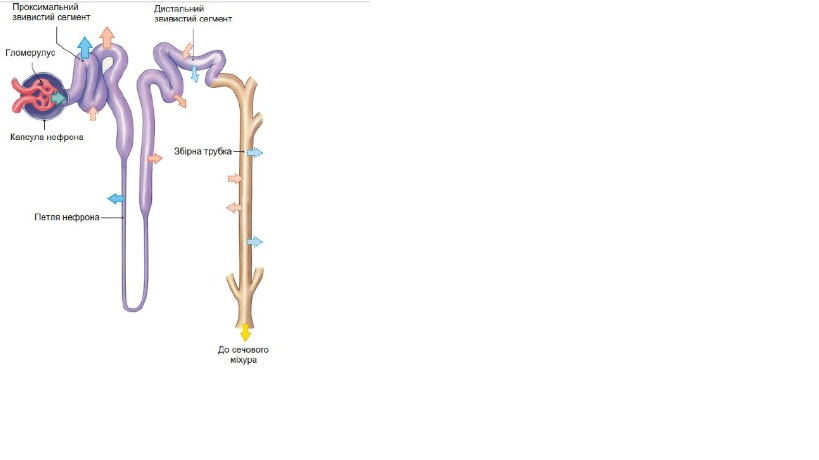 Проксимальний
звивистий сегмент
Дистальний
звивистий сегмент
Гломерулус
Капсула нефрона
Збірна трубка
Петля нефрона
До сечового
міхура